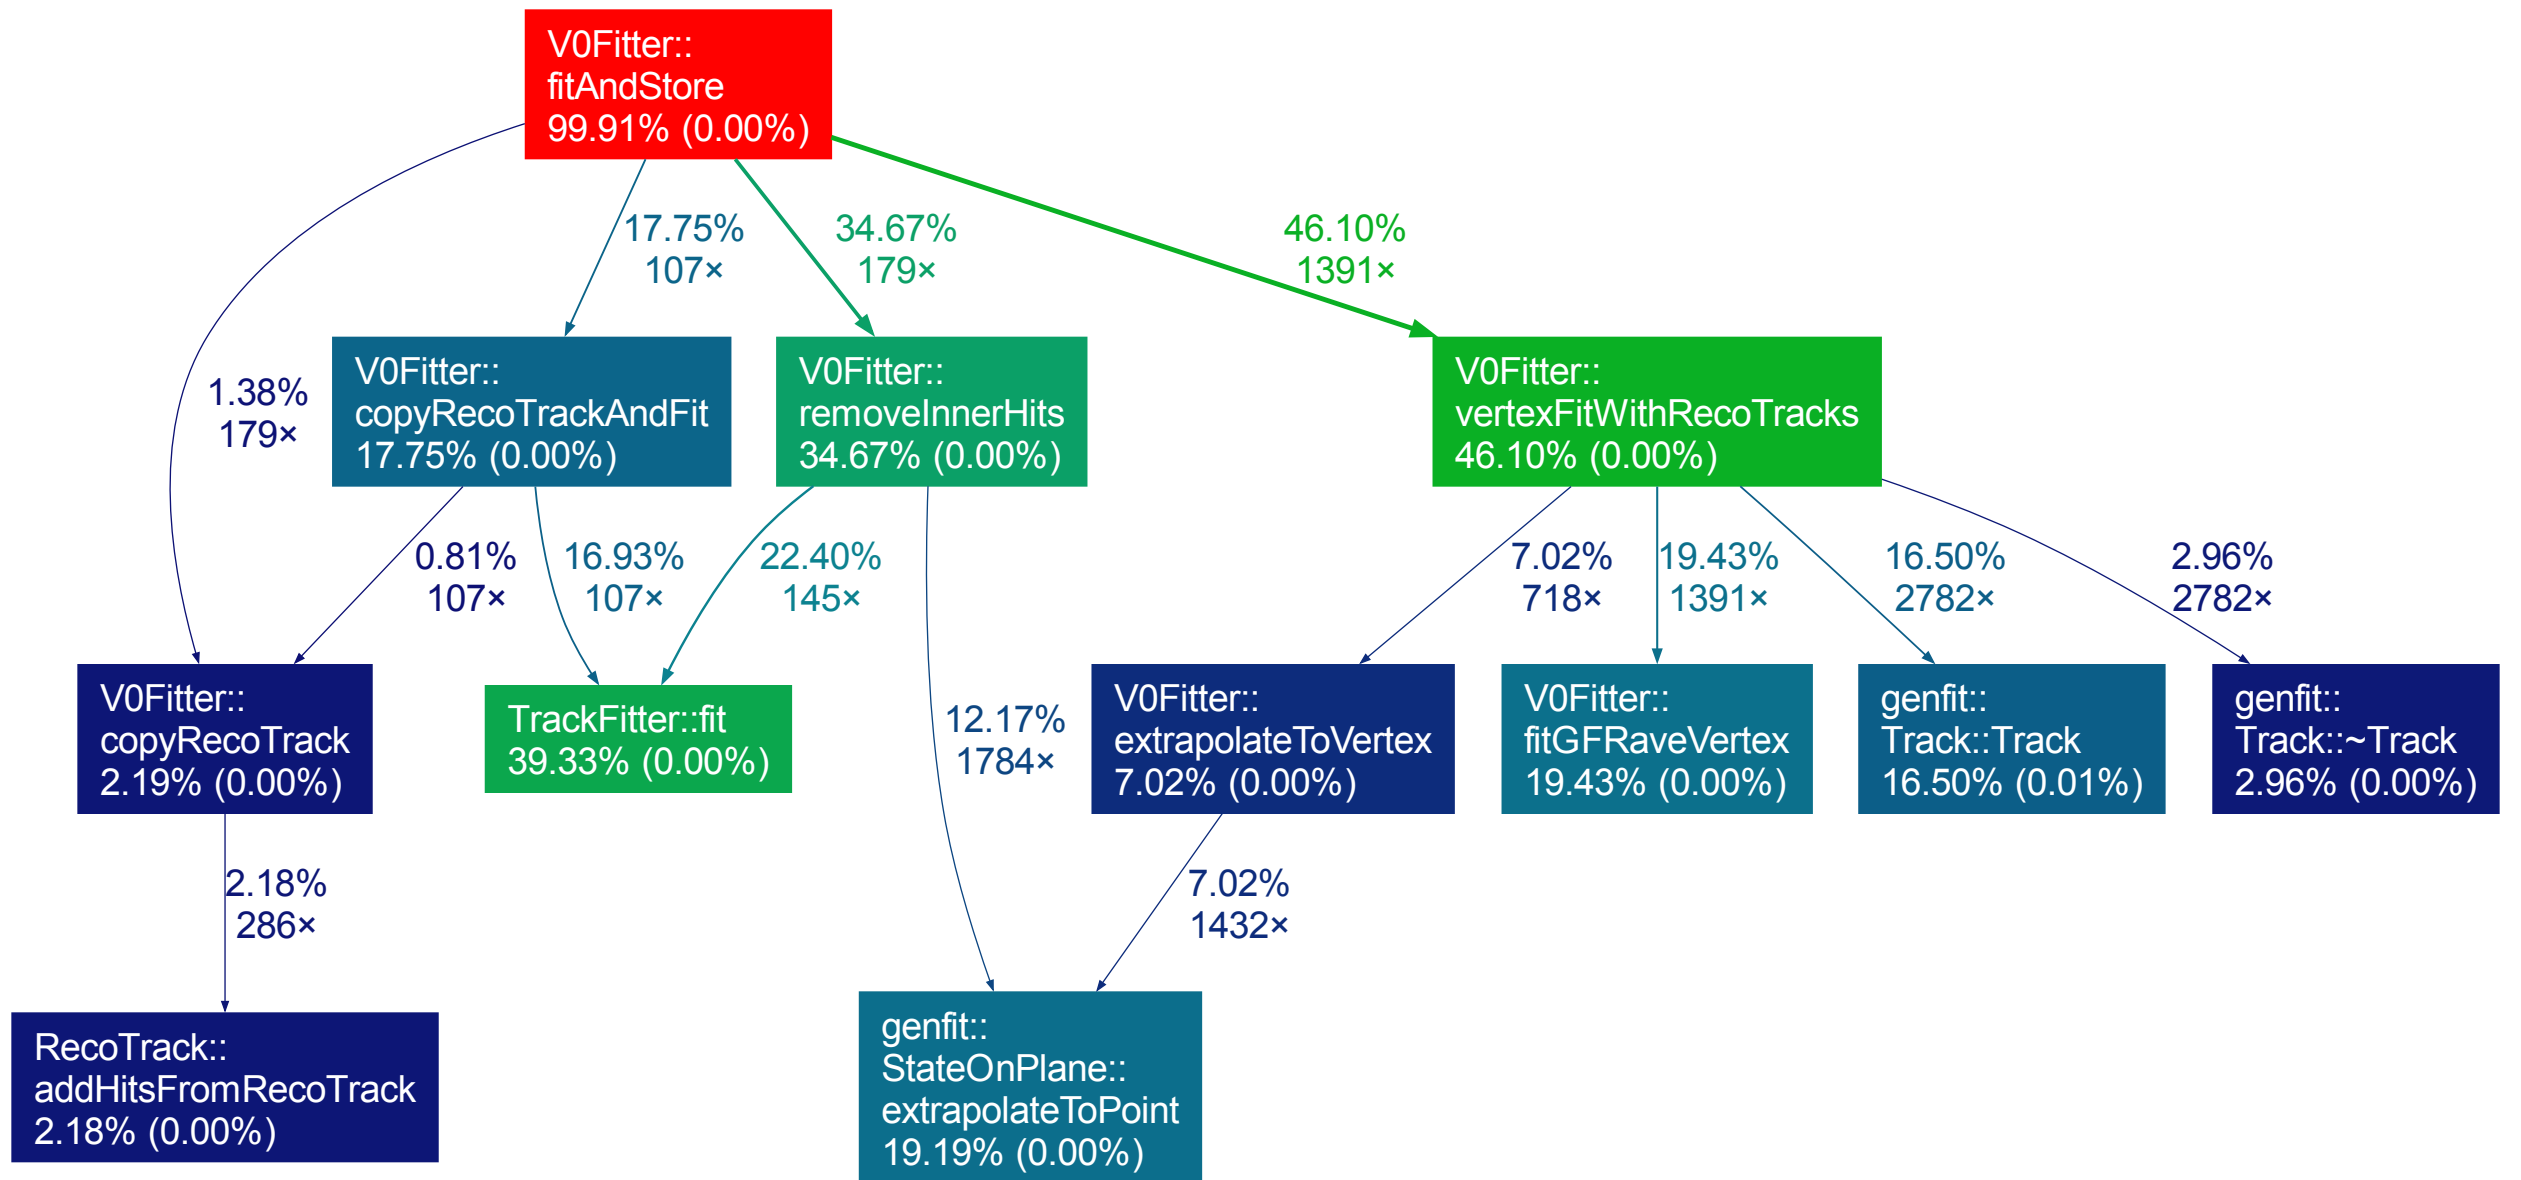 V0Fitter::
fitAndStore
99.91% (0.00%)
17.75%
107×
34.67%
179×
46.10%
1391×
1.38%
179×
V0Fitter::
copyRecoTrackAndFit
17.75% (0.00%)
V0Fitter::
removeInnerHits
34.67% (0.00%)
V0Fitter::
vertexFitWithRecoTracks
46.10% (0.00%)
0.81%
107×
16.93%
107×
22.40%
145×
7.02%
718×
19.43%
1391×
16.50%
2782×
2.96%
2782×
V0Fitter::
copyRecoTrack
2.19% (0.00%)
TrackFitter::fit
39.33% (0.00%)
12.17%
1784×
V0Fitter::
extrapolateToVertex
7.02% (0.00%)
V0Fitter::
fitGFRaveVertex
19.43% (0.00%)
genfit::
Track::Track
16.50% (0.01%)
genfit::
Track::~Track
2.96% (0.00%)
2.18%
286×
7.02%
1432×
RecoTrack::
addHitsFromRecoTrack
2.18% (0.00%)
genfit::
StateOnPlane::
extrapolateToPoint
19.19% (0.00%)